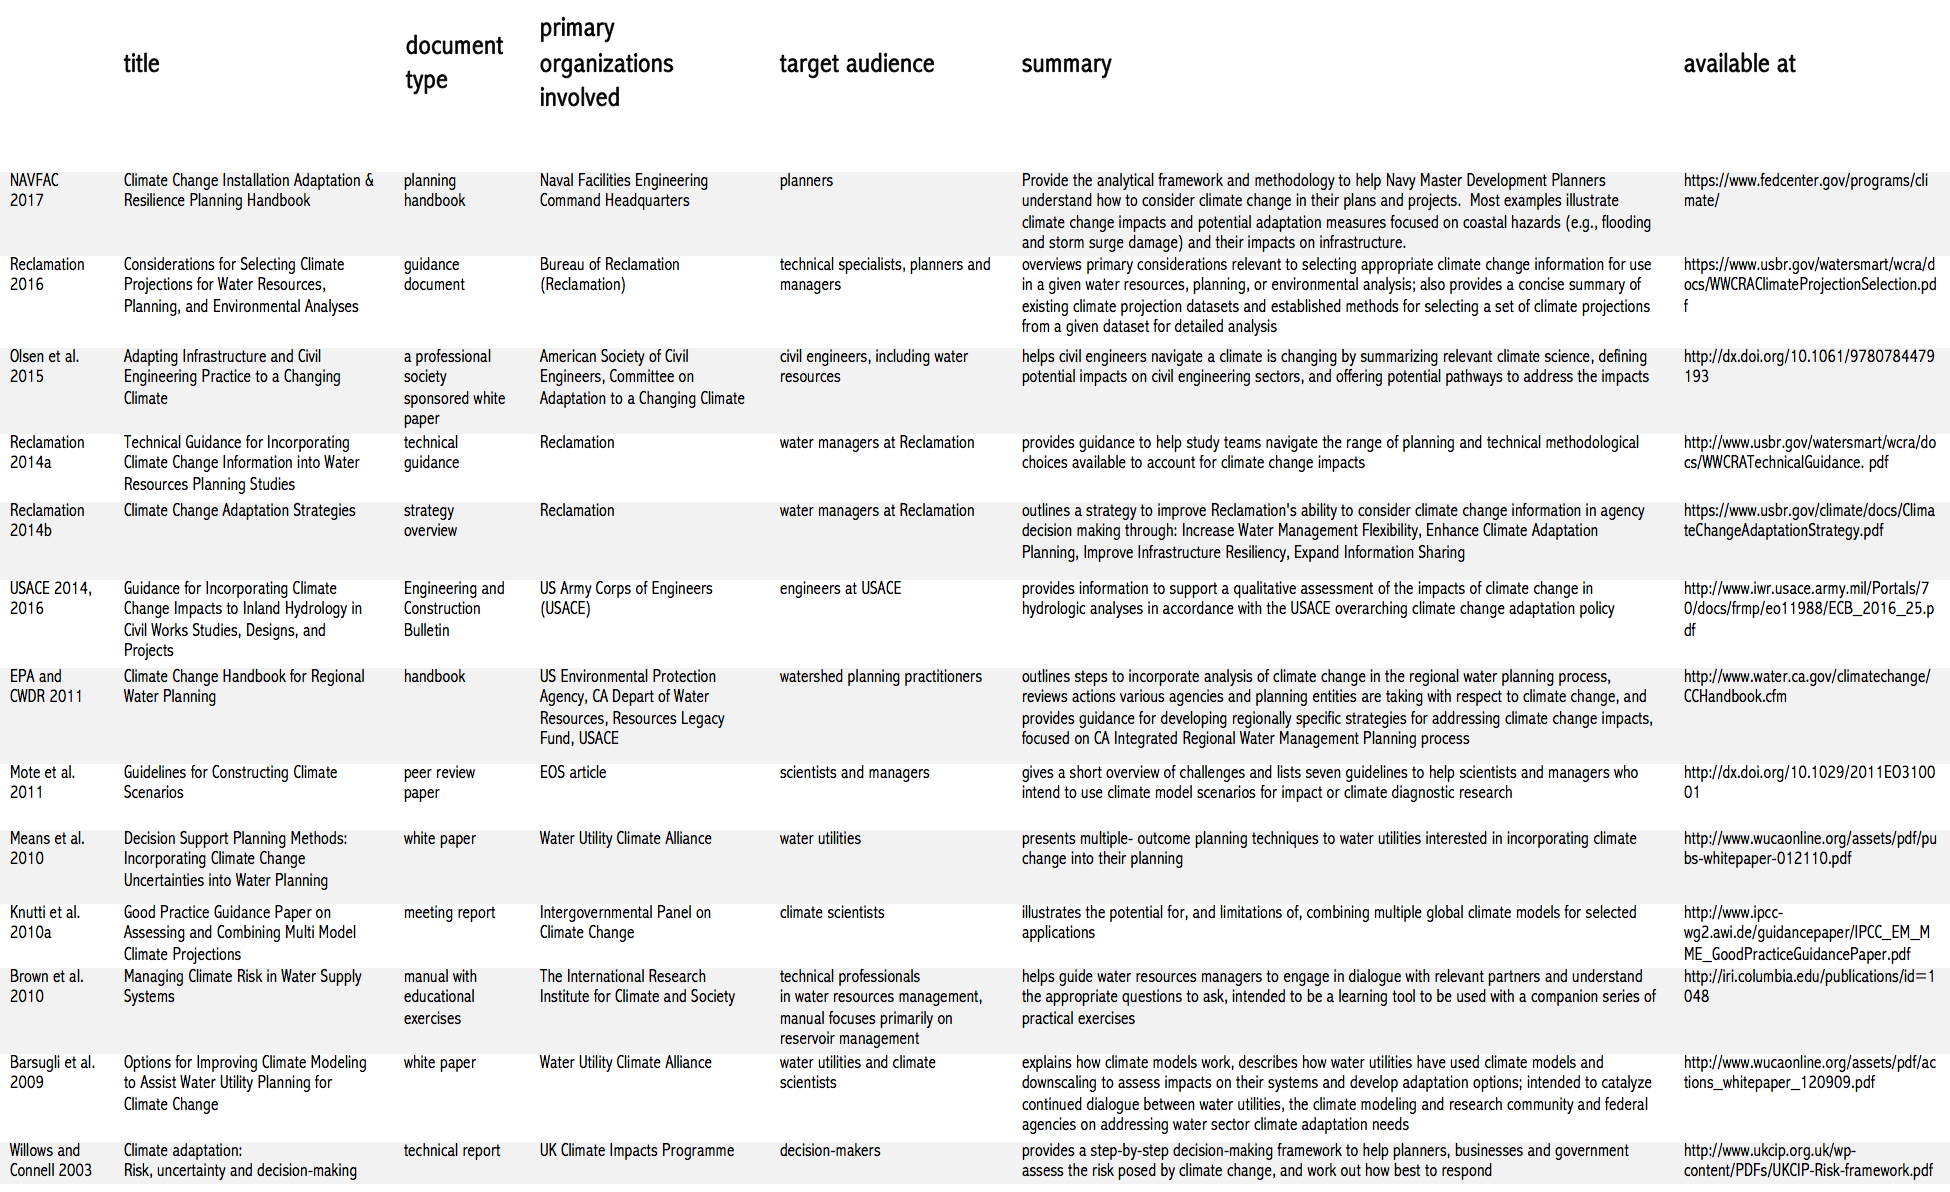 title
document
type
primary
organizations
involved
target audience
summary
available at
NAVFAC
2017
Climate Change Installation Adaptation &
Resilience Planning Handbook
planning
handbook
Naval Facilities Engineering
Command Headquarters
planners
Provide the analytical framework and methodology to help Navy Master Development Planners
understand how to consider climate change in their plans and projects.  Most examples illustrate
climate change impacts and potential adaptation measures focused on coastal hazards (e.g., flooding
and storm surge damage) and their impacts on infrastructure.
https://www.fedcenter.gov/programs/cli
mate/
Reclamation
2016
Considerations for Selecting Climate
Projections for Water Resources,
Planning, and Environmental Analyses
guidance
document
Bureau of Reclamation
(Reclamation)
technical specialists, planners and
managers
overviews primary considerations relevant to selecting appropriate climate change information for use
in a given water resources, planning, or environmental analysis; also provides a concise summary of
existing climate projection datasets and established methods for selecting a set of climate projections
from a given dataset for detailed analysis
https://www.usbr.gov/watersmart/wcra/d
ocs/WWCRAClimateProjectionSelection.pd
f
Olsen et al.
2015
Adapting Infrastructure and Civil
Engineering Practice to a Changing
Climate
a professional
society
sponsored white
paper
American Society of Civil
Engineers, Committee on
Adaptation to a Changing Climate
civil engineers, including water
resources
helps civil engineers navigate a climate is changing by summarizing relevant climate science, defining
potential impacts on civil engineering sectors, and offering potential pathways to address the impacts
http://dx.doi.org/10.1061/9780784479
193
Reclamation
2014a
Technical Guidance for Incorporating
Climate Change Information into Water
Resources Planning Studies
technical
guidance
Reclamation
water managers at Reclamation
provides guidance to help study teams navigate the range of planning and technical methodological
choices available to account for climate change impacts
http://www.usbr.gov/watersmart/wcra/do
cs/WWCRATechnicalGuidance. pdf
Reclamation
2014b
Climate Change Adaptation Strategies
strategy
overview
Reclamation
water managers at Reclamation
outlines a strategy to improve Reclamation's ability to consider climate change information in agency
decision making through: Increase Water Management Flexibility, Enhance Climate Adaptation
Planning, Improve Infrastructure Resiliency, Expand Information Sharing
https://www.usbr.gov/climate/docs/Clima
teChangeAdaptationStrategy.pdf
USACE 2014,
2016
Guidance for Incorporating Climate
Change Impacts to Inland Hydrology in
Civil Works Studies, Designs, and
Projects
Engineering and
Construction
Bulletin
US Army Corps of Engineers
(USACE)
engineers at USACE
provides information to support a qualitative assessment of the impacts of climate change in
hydrologic analyses in accordance with the USACE overarching climate change adaptation policy
http://www.iwr.usace.army.mil/Portals/7
0/docs/frmp/eo11988/ECB_2016_25.p
df
EPA and
CWDR 2011
Climate Change Handbook for Regional
Water Planning
handbook
US Environmental Protection
Agency, CA Depart of Water
Resources, Resources Legacy
Fund, USACE
watershed planning practitioners
outlines steps to incorporate analysis of climate change in the regional water planning process,
reviews actions various agencies and planning entities are taking with respect to climate change, and
provides guidance for developing regionally specific strategies for addressing climate change impacts,
focused on CA Integrated Regional Water Management Planning process
http://www.water.ca.gov/climatechange/
CCHandbook.cfm
Mote et al.
2011
Guidelines for Constructing Climate
Scenarios
peer review
paper
EOS article
scientists and managers
gives a short overview of challenges and lists seven guidelines to help scientists and managers who
intend to use climate model scenarios for impact or climate diagnostic research
http://dx.doi.org/10.1029/2011EO3100
01
Means et al.
2010
Decision Support Planning Methods:
Incorporating Climate Change
Uncertainties into Water Planning
white paper
Water Utility Climate Alliance
water utilities
presents multiple- outcome planning techniques to water utilities interested in incorporating climate
change into their planning
http://www.wucaonline.org/assets/pdf/pu
bs-whitepaper-012110.pdf
Knutti et al.
2010a
Good Practice Guidance Paper on
Assessing and Combining Multi Model
Climate Projections
meeting report
Intergovernmental Panel on
Climate Change
climate scientists
illustrates the potential for, and limitations of, combining multiple global climate models for selected
applications
http://www.ipcc-
wg2.awi.de/guidancepaper/IPCC_EM_M
ME_GoodPracticeGuidancePaper.pdf
Brown et al.
2010
Managing Climate Risk in Water Supply
Systems
manual with
educational
exercises
The International Research
Institute for Climate and Society
technical professionals
in water resources management,
manual focuses primarily on
reservoir management
helps guide water resources managers to engage in dialogue with relevant partners and understand
the appropriate questions to ask, intended to be a learning tool to be used with a companion series of
practical exercises
http://iri.columbia.edu/publications/id=1
048
Barsugli et al.
2009
Options for Improving Climate Modeling
to Assist Water Utility Planning for
Climate Change
white paper
Water Utility Climate Alliance
water utilities and climate
scientists
explains how climate models work, describes how water utilities have used climate models and
downscaling to assess impacts on their systems and develop adaptation options; intended to catalyze
continued dialogue between water utilities, the climate modeling and research community and federal
agencies on addressing water sector climate adaptation needs
http://www.wucaonline.org/assets/pdf/ac
tions_whitepaper_120909.pdf
Willows and
Connell 2003
Climate adaptation:
Risk, uncertainty and decision-making
technical report
UK Climate Impacts Programme
decision-makers
provides a step-by-step decision-making framework to help planners, businesses and government
assess the risk posed by climate change, and work out how best to respond
http://www.ukcip.org.uk/wp-
content/PDFs/UKCIP-Risk-framework.pdf